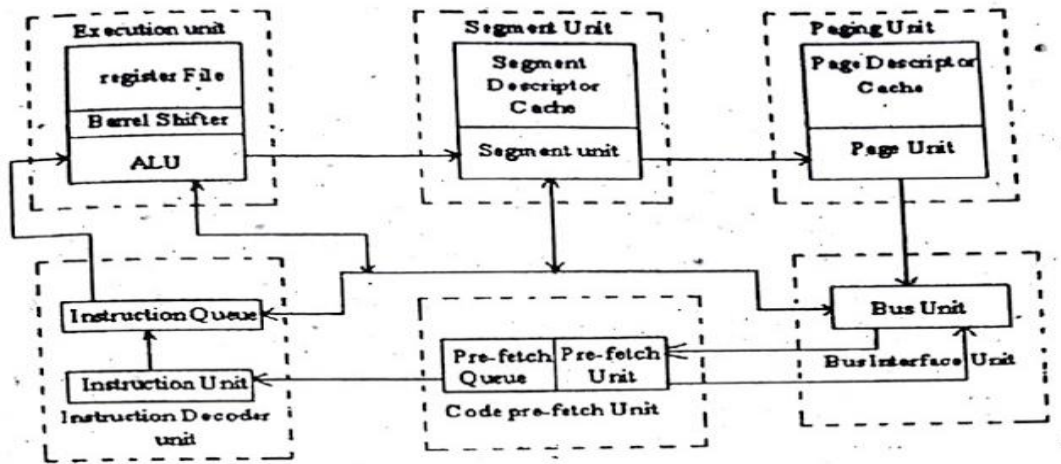 Execution unit
register File
Barrel Shifter
ALU
Segment Unit
Segment
Descriptor
Cache
Segment unit
Paging Unit
Page Descriptor
Cache
Page Unit
Instruction Queue
Instruction Unit
Instruction Decoder
unit
Pre-fetch
Queue
Pre-fetch
Unit
Code pre-fetch Unit
Bus Unit
Bus Interface Unit